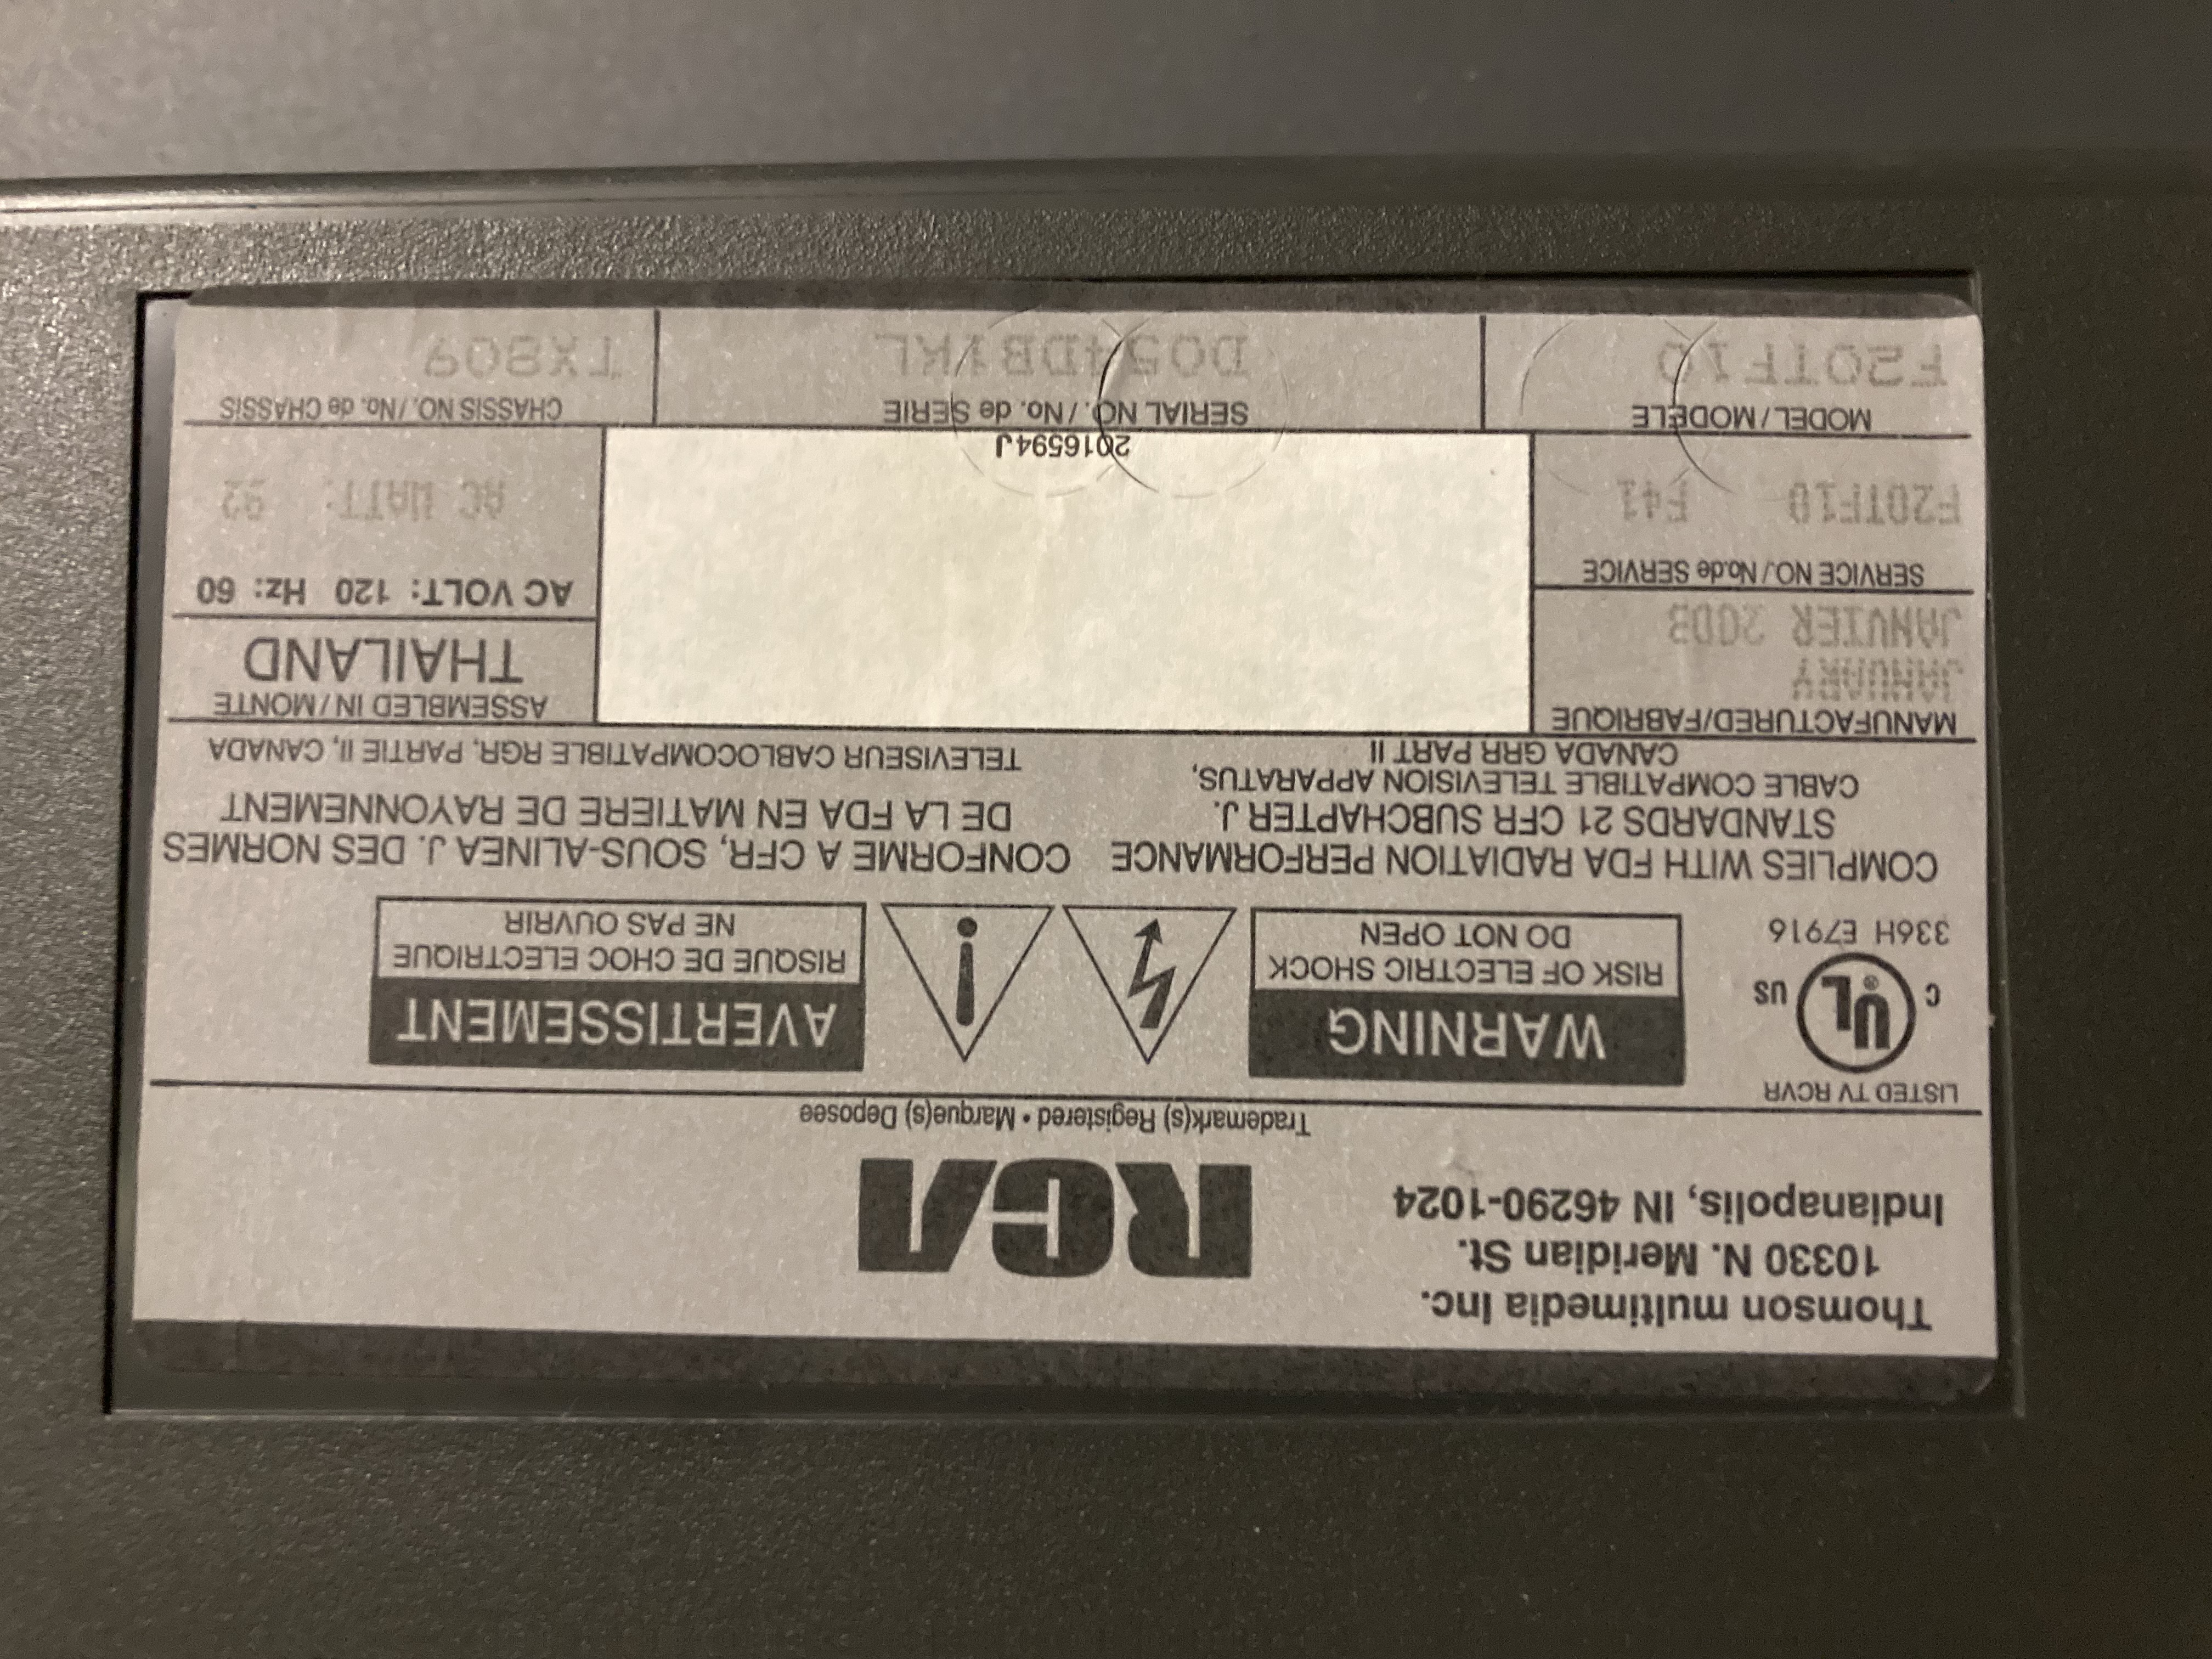 Thomson multimedia Inc.
10330 N. Meridian St.
Indianapolis, IN 46290-1024
RCA
Trademark(s) Registered • Marque(s) Deposee
LISTED TV RCVR
C UL® US
336H E7916
WARNING
RISK OF ELECTRIC SHOCK
DO NOT OPEN
AVERTISSEMENT
RISQUE DE CHOC ELECTRIQUE
NE PAS OUVRIR
COMPLIES WITH FDA RADIATION PERFORMANCE
STANDARDS 21 CFR SUBCHAPTER J.
CABLE COMPATIBLE TELEVISION APPARATUS,
CANADA GRR PART II
CONFORME A CFR, SOUS-ALINEA J. DES NORMES
DE LA FDA EN MATIERE DE RAYONNEMENT
TELEVISEUR CABLOCOMPATIBLE RGR, PARTIE II, CANADA
MANUFACTURED/FABRIQUE
JANUARY
JANVIER
SERVICE NO./No.de SERVICE
F20TF10 F41
ASSEMBLED IN/MONTE
THAILAND
AC VOLT: 120 Hz: 60
AC WATT: 92
2016594J
MODEL/MODELE
F20TF10
SERIAL NO./No. de SERIE
CHASSIS NO./No. de CHASSIS
TX809